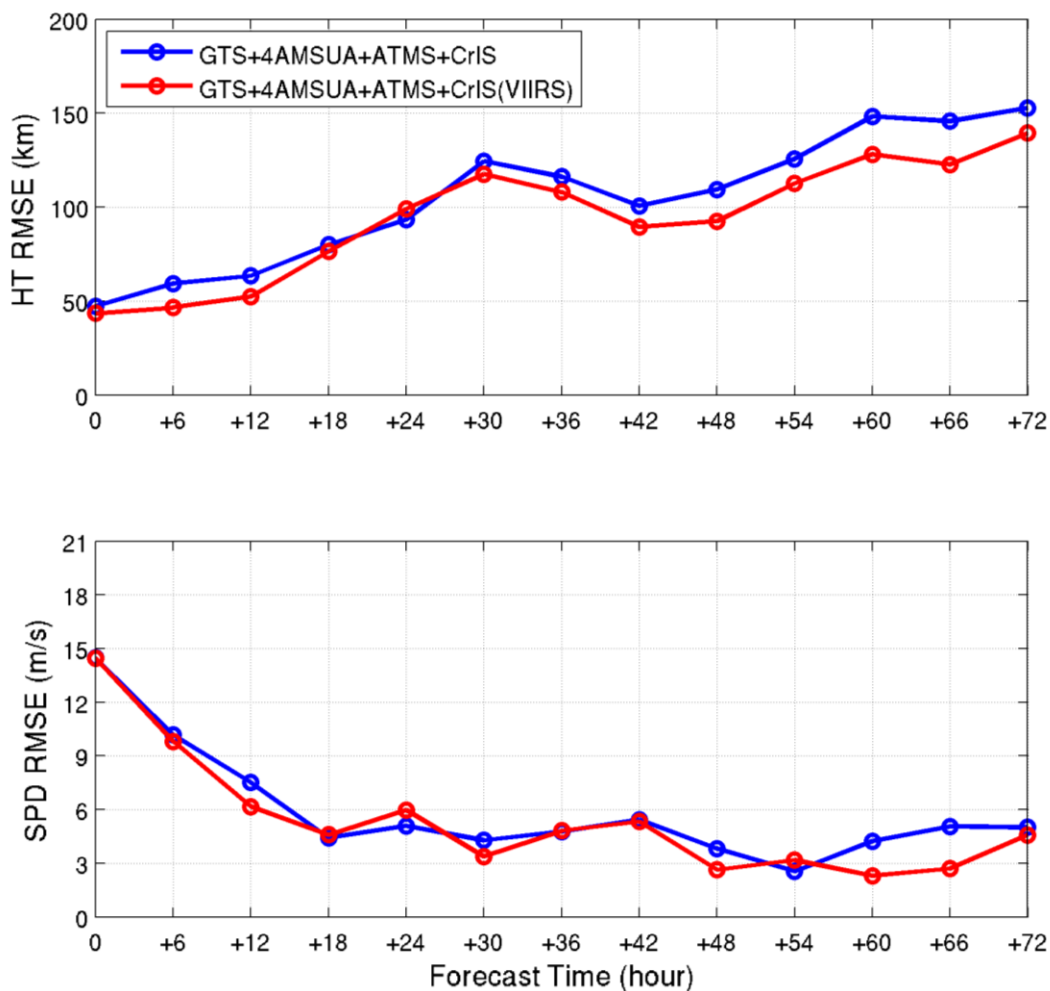 GTS+4AMSUA+ATMS+CrIS
GTS+4AMSUA+ATMS+CrIS(VIIRS)
HT RMSE (km)
200
150
100
50
0
0 +6 +12 +18 +24 +30 +36 +42 +48 +54 +60 +66 +72
SPD RMSE (m/s)
21
18
15
12
9
6
3
0
0 +6 +12 +18 +24 +30 +36 +42 +48 +54 +60 +66 +72
Forecast Time (hour)